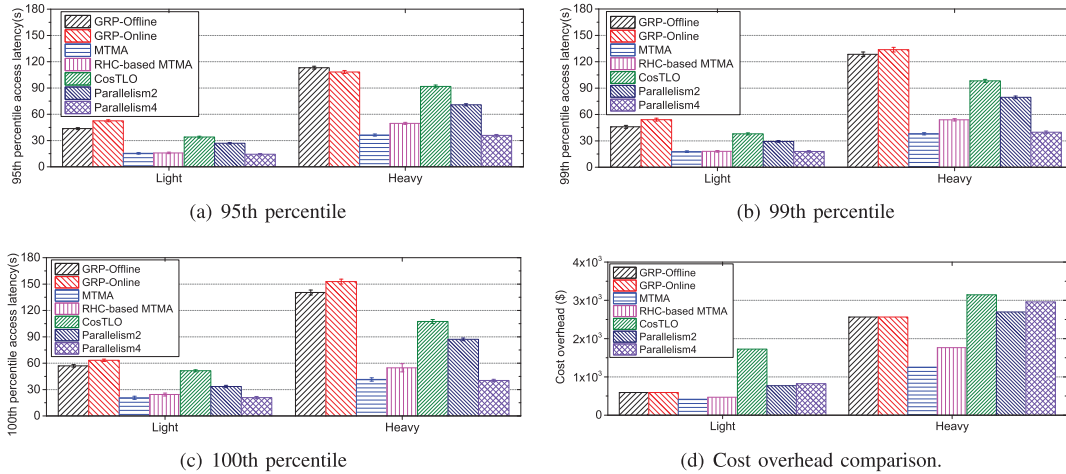 180
150
120
90
60
30
0
95th percentile access latency(s)
GRP-Offline
GRP-Online
MTMA
RHC-based MTMA
CosTLO
Parallelism2
Parallelism4
Light
Heavy
(a) 95th percentile
180
150
120
90
60
30
0
99th percentile access latency(s)
GRP-Offline
GRP-Online
MTMA
RHC-based MTMA
CosTLO
Parallelism2
Parallelism4
Light
Heavy
(b) 99th percentile
180
150
120
90
60
30
0
100th percentile access latency(s)
GRP-Offline
GRP-Online
MTMA
RHC-based MTMA
CosTLO
Parallelism2
Parallelism4
Light
Heavy
(c) 100th percentile
4x10³
3x10³
2x10³
1x10³
0
Cost overhead ($)
GRP-Offline
GRP-Online
MTMA
RHC-based MTMA
CosTLO
Parallelism2
Parallelism4
Light
Heavy
(d) Cost overhead comparison.